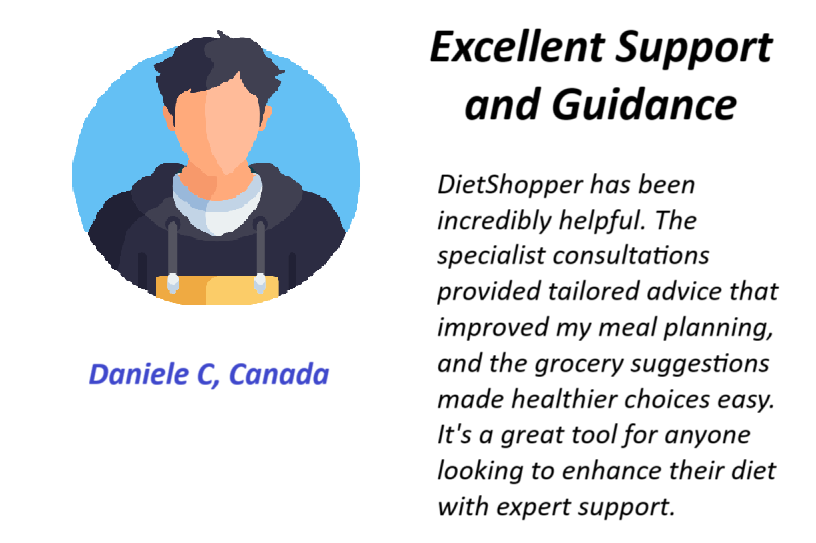 Excellent Support
and Guidance
DietShopper has been
incredibly helpful. The
specialist consultations
provided tailored advice that
improved my meal planning,
and the grocery suggestions
made healthier choices easy.
It's a great tool for anyone
looking to enhance their diet
with expert support.
Daniele C, Canada